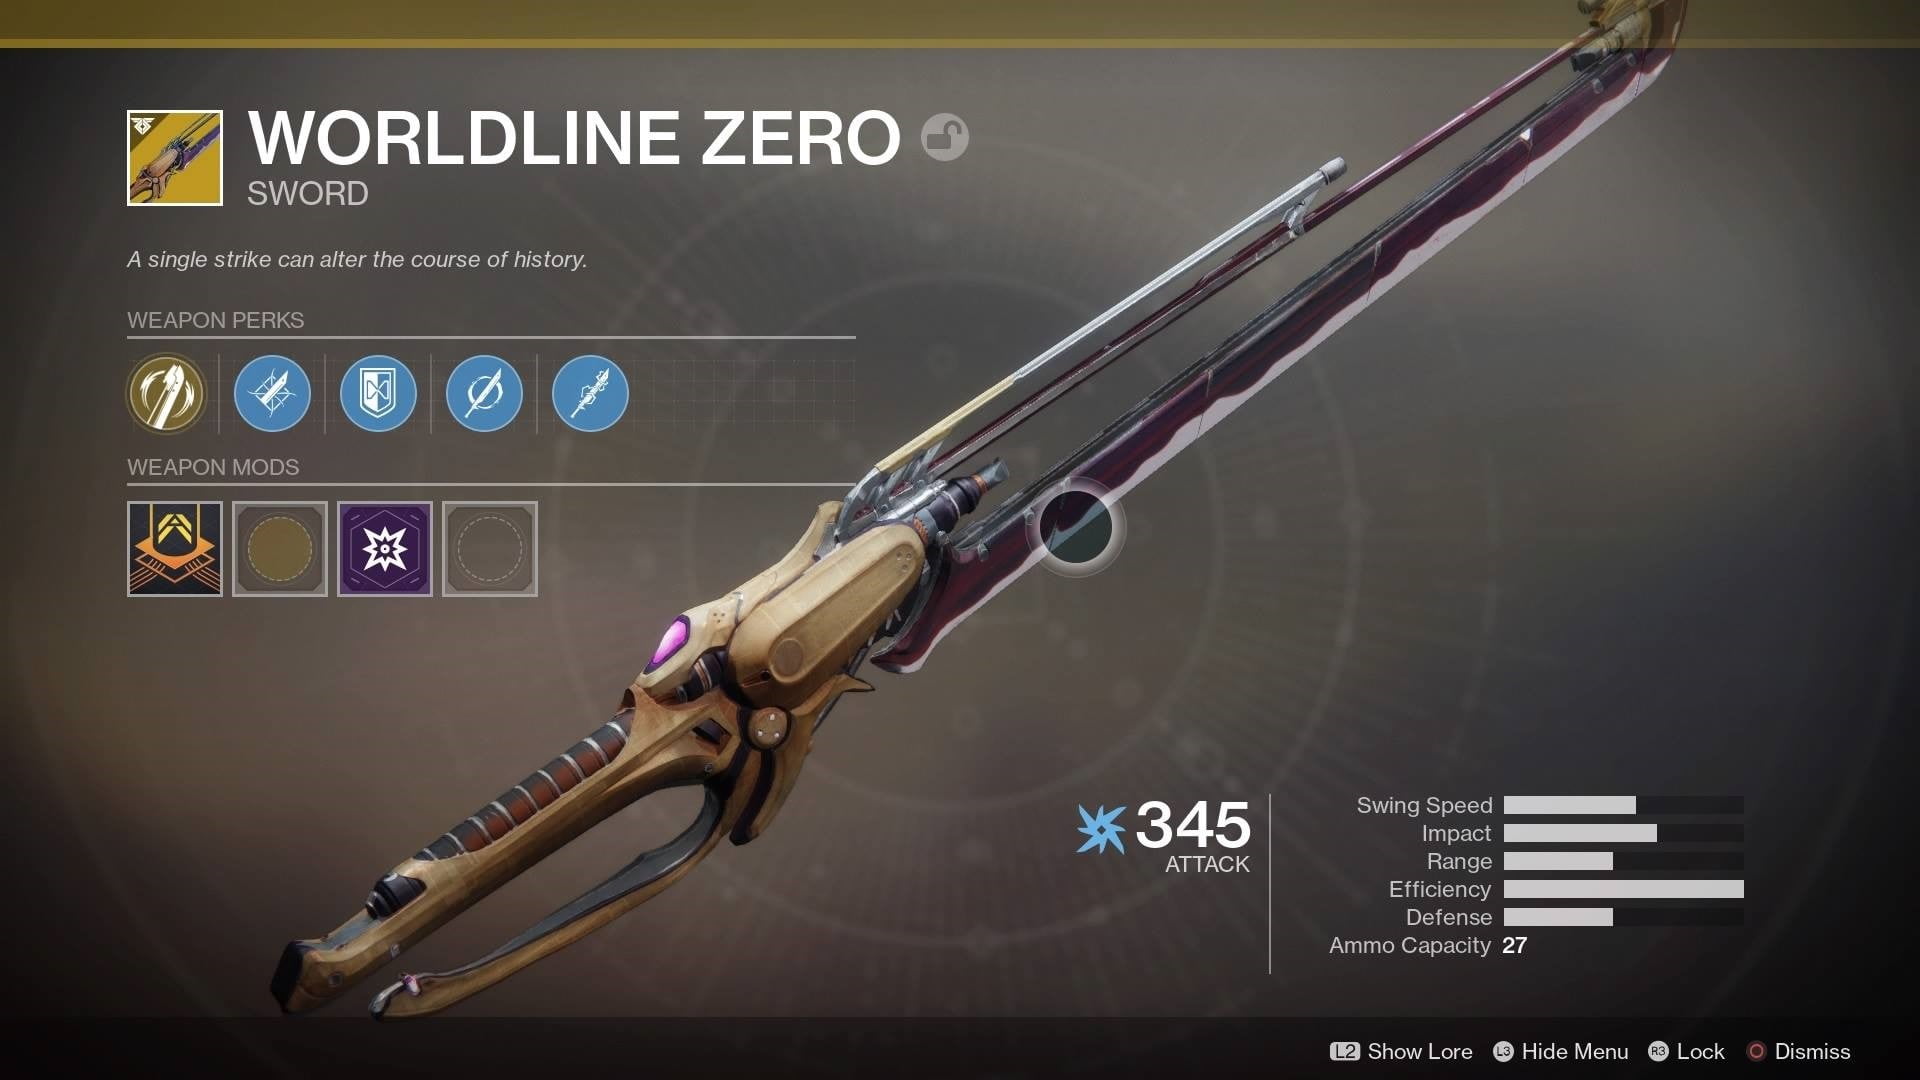 WORLDLINE ZERO
SWORD
A single strike can alter the course of history.
WEAPON PERKS
WEAPON MODS
345
ATTACK
Swing Speed
Impact
Range
Efficiency
Defense
Ammo Capacity 27
L2 Show Lore L3 Hide Menu R3 Lock Dismiss